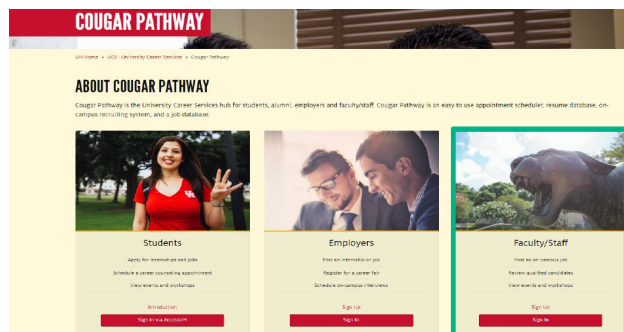 COUGAR PATHWAY
UH Home » UCS - University Career Services » Cougar Pathway
ABOUT COUGAR PATHWAY
Cougar Pathway is the University Career Services hub for students, alumni, employers and faculty/staff. Cougar Pathway is an easy to use appointment scheduler, resume database, on-
campus recruiting system, and a job database.
Students
Apply for internships and jobs
Schedule a career counseling appointment
View events and workshops
Introduction
Sign In via AccessUH
Employers
Post an internship or job
Register for a career fair
Schedule on-campus interviews
Sign Up
Sign In
Faculty/Staff
Post an on-campus job
Review qualified candidates
View events and workshops
Sign Up
Sign In